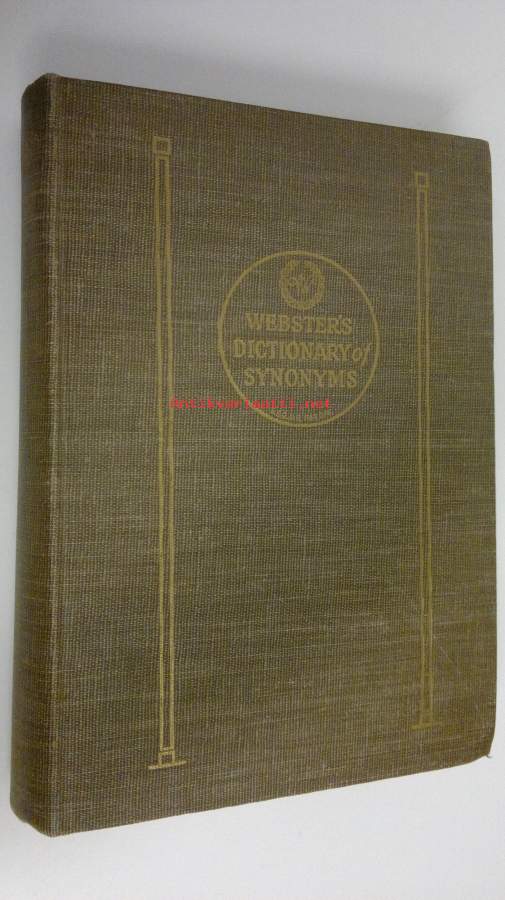 WEBSTER'S
DICTIONARY of
SYNONYMS
antikvariaatti.net